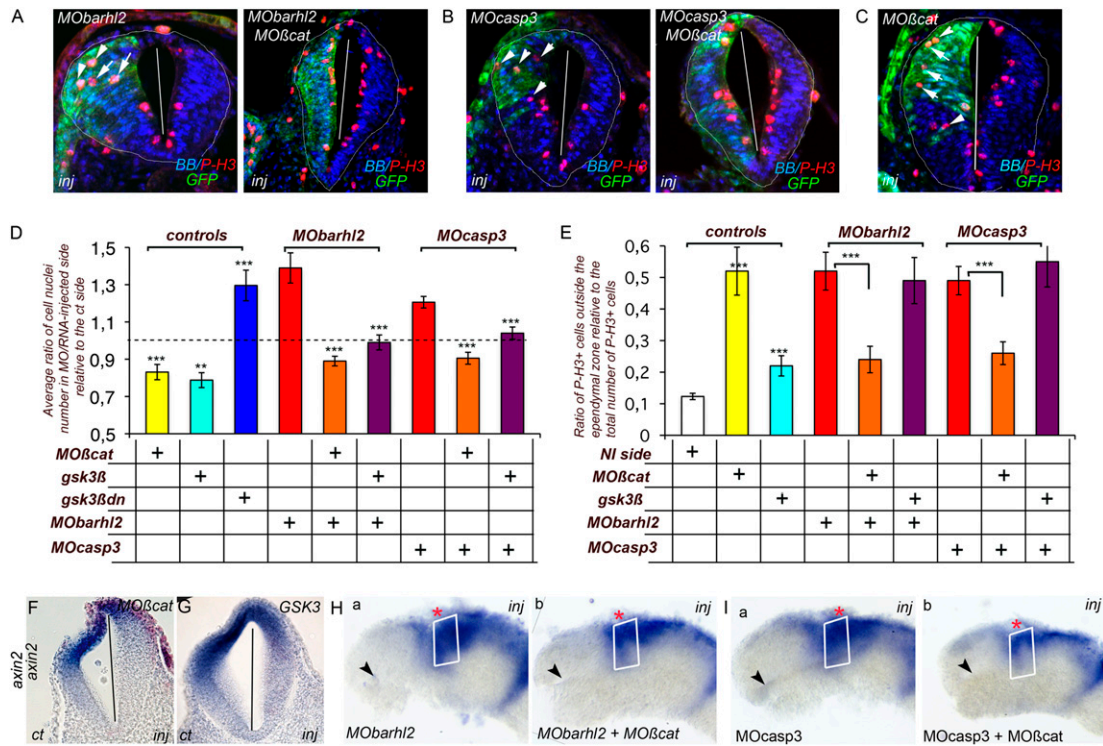 A
B
C
MObarhl2
inj
BB/P-H3
GFP
MObarhl2
MOßcat
inj
BB/P-H3
GFP
MOcasp3
inj
BB/P-H3
GFP
MOcasp3
MOßcat
inj
BB/P-H3
GFP
MOßcat
inj
BB/P-H3
GFP
D
controls
MObarhl2
MOcasp3
Average ratio of cell nuclei
number in MO/RNA-injected side
relative to the ct side
1,5
1,3
1,1
0,9
0,7
0,5
***
**
***
***
***
***
***
MOßcat + + +
gsk3ß + + +
gsk3ßdn +
MObarhl2 + + +
MOcasp3 + + +
E
controls
MObarhl2
MOcasp3
Ratio of P-H3+ cells outside the
ependymal zone relative to the
total number of P-H3+ cells
0,6
0,5
0,4
0,3
0,2
0,1
0
***
***
***
***
NI side +
MOßcat + + +
gsk3ß + + +
MObarhl2 + + +
MOcasp3 + + +
F
MOßcat
axin2
axin2
ct
inj
G
GSK3
ct
inj
H
a
*
inj
MObarhl2
b
*
inj
MObarhl2 + MOßcat
I
a
*
inj
MOcasp3
b
*
inj
MOcasp3 + MOßcat